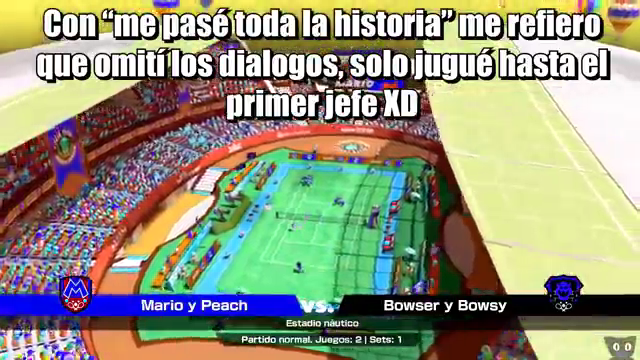 Con “me pasé toda la historia” me refiero
que omití los dialogos, solo jugué hasta el
primer jefe XD
MARIO
Mario y Peach
vs.
Bowser y Bowsy
Estadio náutico
Partido normal. Juegos: 2 | Sets: 1
0 0